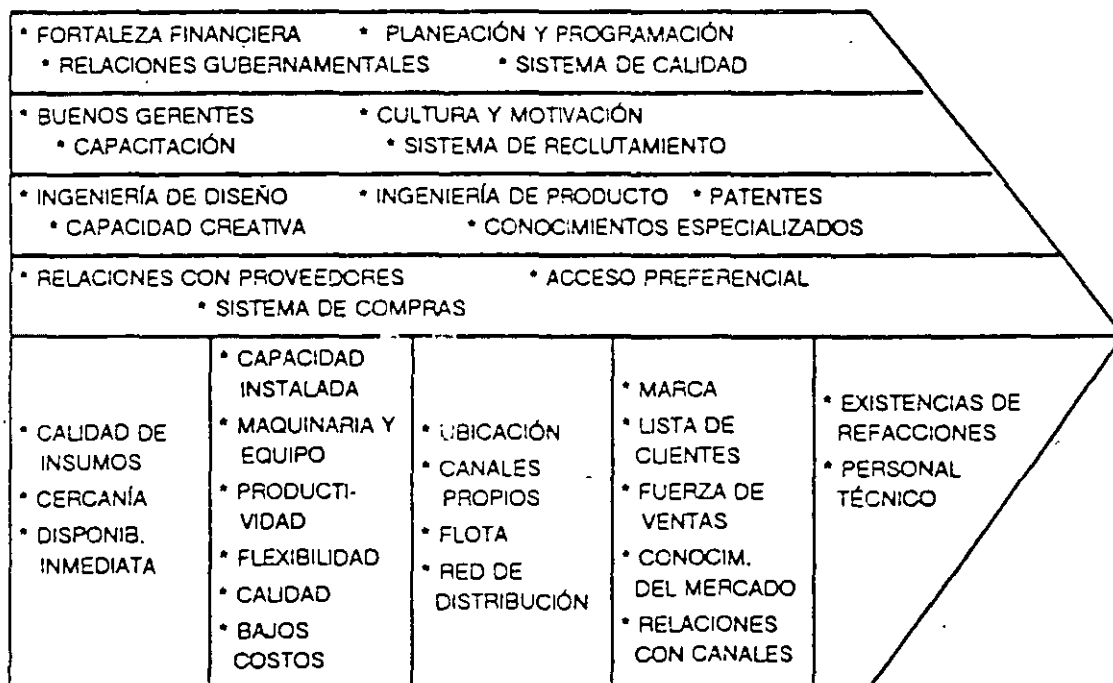 * FORTALEZA FINANCIERA * PLANEACIÓN Y PROGRAMACIÓN
* RELACIONES GUBERNAMENTALES * SISTEMA DE CALIDAD
* BUENOS GERENTES * CULTURA Y MOTIVACIÓN
* CAPACITACIÓN * SISTEMA DE RECLUTAMIENTO
* INGENIERÍA DE DISEÑO * INGENIERÍA DE PRODUCTO * PATENTES
* CAPACIDAD CREATIVA * CONOCIMIENTOS ESPECIALIZADOS
* RELACIONES CON PROVEEDORES * ACCESO PREFERENCIAL
* SISTEMA DE COMPRAS
* CALIDAD DE
INSUMOS
* CERCANÍA
* DISPONIB.
INMEDIATA
* CAPACIDAD
INSTALADA
* MAQUINARIA Y
EQUIPO
* PRODUCTI-
VIDAD
* FLEXIBILIDAD
* CALIDAD
* BAJOS
COSTOS
* UBICACIÓN
* CANALES
PROPIOS
* FLOTA
* RED DE
DISTRIBUCIÓN
* MARCA
* LISTA DE
CLIENTES
* FUERZA DE
VENTAS
* CONOCIM.
DEL MERCADO
* RELACIONES
CON CANALES
* EXISTENCIAS DE
REFACCIONES
* PERSONAL
TÉCNICO